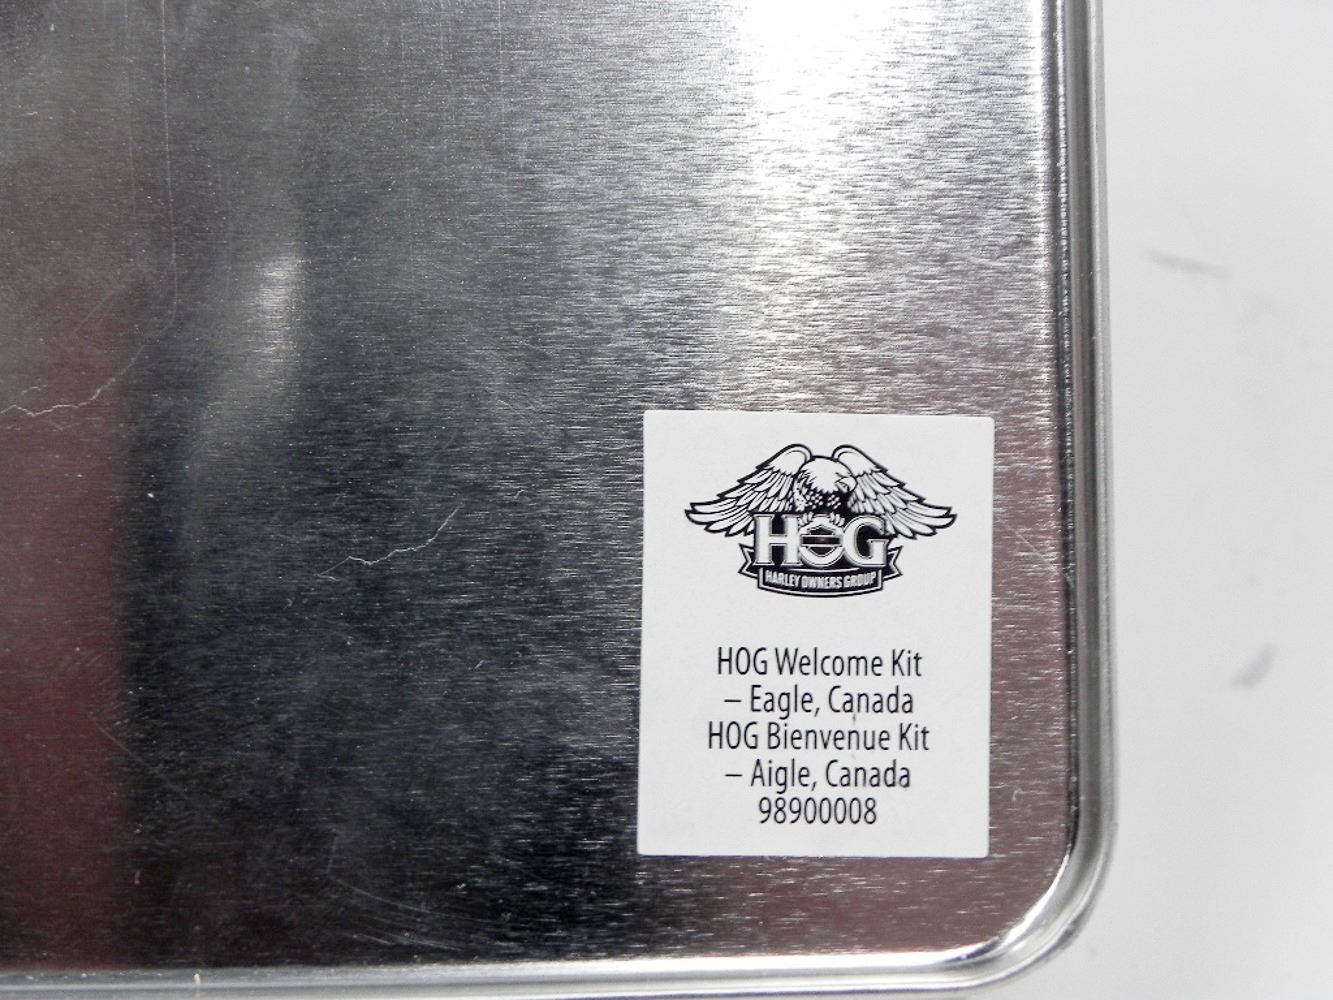 HOG
HARLEY OWNERS GROUP
HOG Welcome Kit
– Eagle, Canada
HOG Bienvenue Kit
– Aigle, Canada
98900008